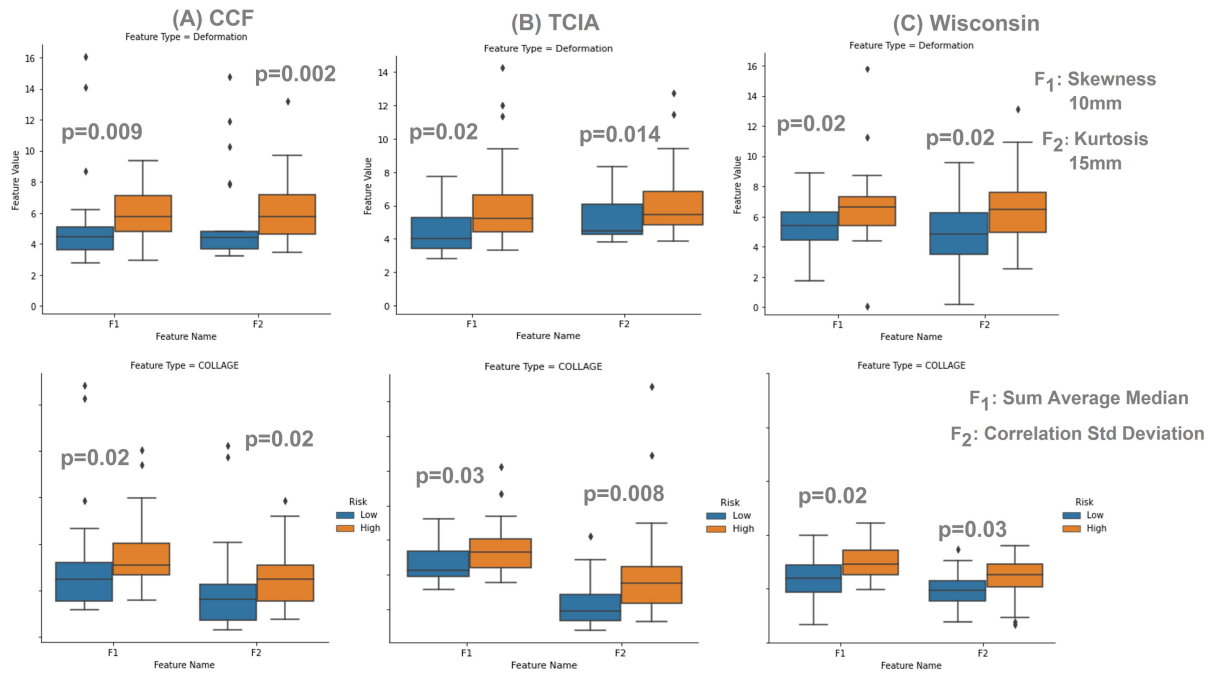 (A) CCF
Feature Type = Deformation
16
14
12
10
8
6
4
2
0
Feature Value
p=0.009
p=0.002
F1
F2
Feature Name
(B) TCIA
Feature Type = Deformation
14
12
10
8
6
4
2
0
Feature Value
p=0.02
p=0.014
F1
F2
Feature Name
(C) Wisconsin
Feature Type = Deformation
16
14
12
10
8
6
4
2
0
Feature Value
p=0.02
p=0.02
F1
F2
Feature Name
F1: Skewness
10mm
F2: Kurtosis
15mm
Feature Type = COLLAGE
p=0.02
p=0.02
Risk
Low
High
F1
F2
Feature Name
Feature Type = COLLAGE
p=0.03
p=0.008
Risk
Low
High
F1
F2
Feature Name
Feature Type = COLLAGE
F1: Sum Average Median
F2: Correlation Std Deviation
p=0.02
p=0.03
Risk
Low
High
F1
F2
Feature Name